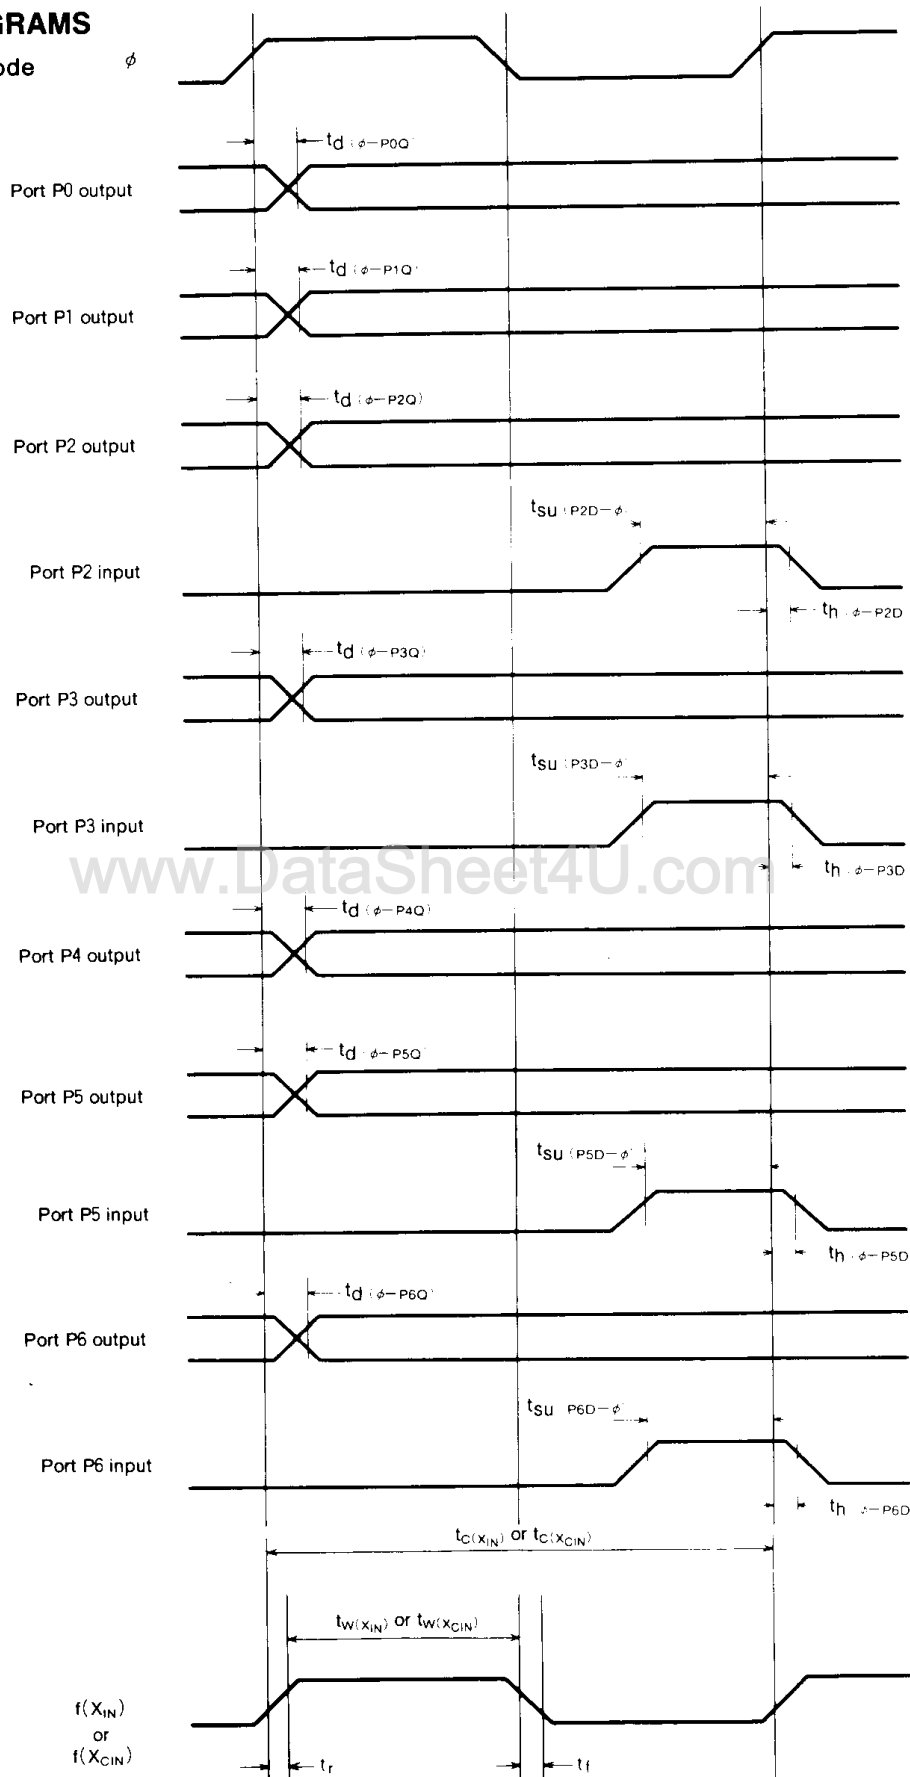 GRAMS
ode φ
td (φ−P0Q)
Port P0 output
td (φ−P1Q)
Port P1 output
td (φ−P2Q)
Port P2 output
tsu (P2D−φ
Port P2 input
th φ−P2D
td (φ−P3Q)
Port P3 output
tsu (P3D−φ
Port P3 input
www.DataSheet4U.com
th φ−P3D
td (φ−P4Q)
Port P4 output
td φ−P5Q
Port P5 output
tsu (P5D−φ
Port P5 input
th φ−P5D
td (φ−P6Q)
Port P6 output
tsu P6D−φ
Port P6 input
th φ−P6D
tC(XIN) or tC(XCIN)
tW(XIN) or tW(XCIN)
f(XIN)
or
f(XCIN)
tr tf